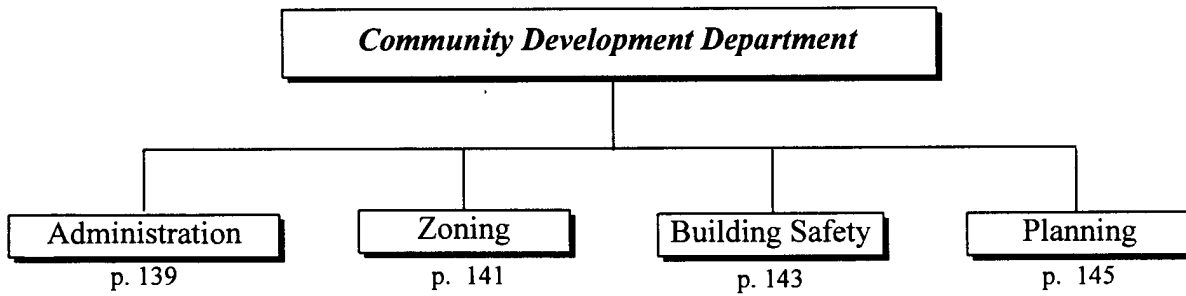 Community Development Department
Administration Zoning Building Safety Planning
p. 139 p. 141 p. 143 p. 145